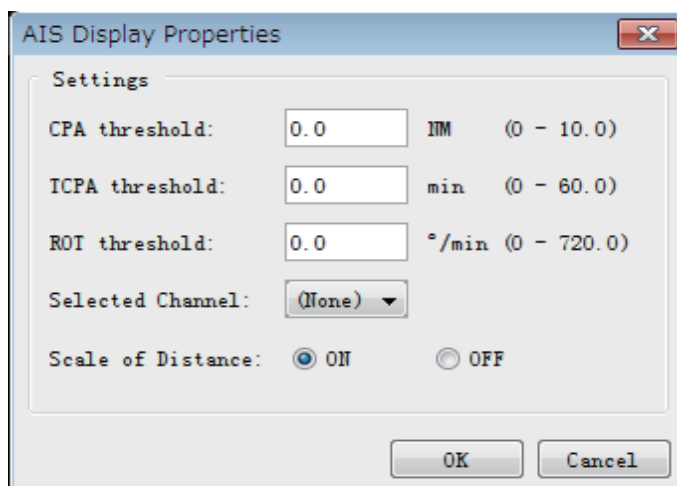 AIS Display Properties
Settings
CPA threshold: 0.0 NM (0 - 10.0)
TCPA threshold: 0.0 min (0 - 60.0)
ROT threshold: 0.0 °/min (0 - 720.0)
Selected Channel: (None)
Scale of Distance: ON OFF
OK Cancel